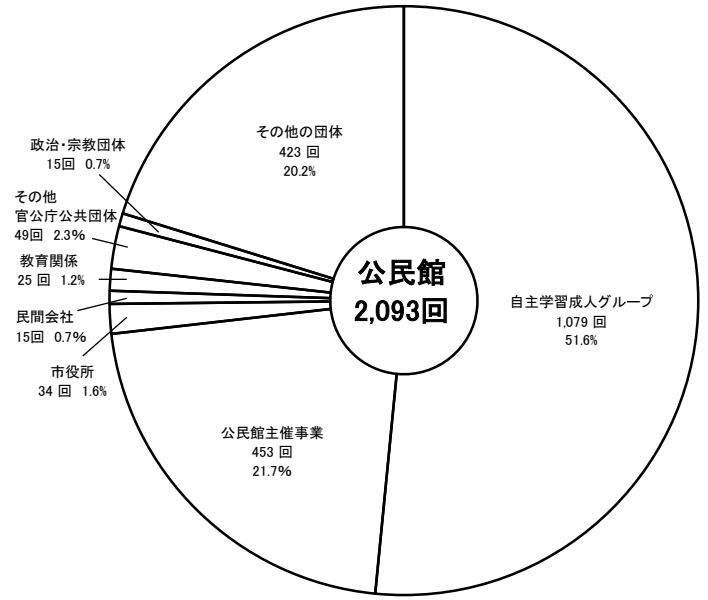 その他の団体
423 回
20.2%
政治・宗教団体
15回 0.7%
その他
官公庁公共団体
49回 2.3%
教育関係
25 回 1.2%
民間会社
15回 0.7%
市役所
34 回 1.6%
公民館
2,093回
自主学習成人グループ
1,079 回
51.6%
公民館主催事業
453 回
21.7%